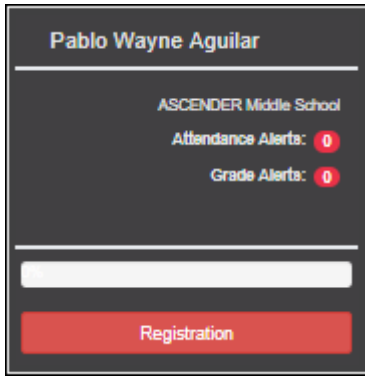 Pablo Wayne Aguilar
ASCENDER Middle School
Attendance Alerts: 0
Grade Alerts: 0
Registration